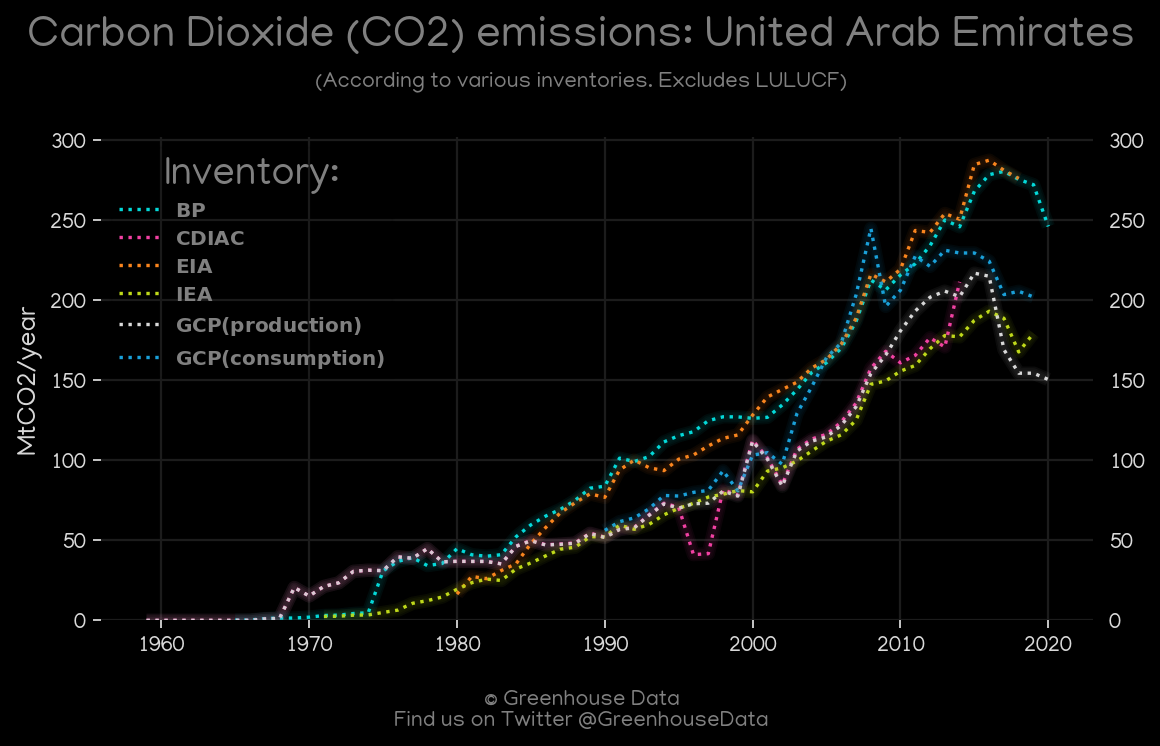 Carbon Dioxide (CO2) emissions: United Arab Emirates
(According to various inventories. Excludes LULUCF)
Inventory:
BP
CDIAC
EIA
IEA
GCP(production)
GCP(consumption)
MtCO2/year
300
250
200
150
100
50
0
300
250
200
150
100
50
0
1960 1970 1980 1990 2000 2010 2020
© Greenhouse Data
Find us on Twitter @GreenhouseData